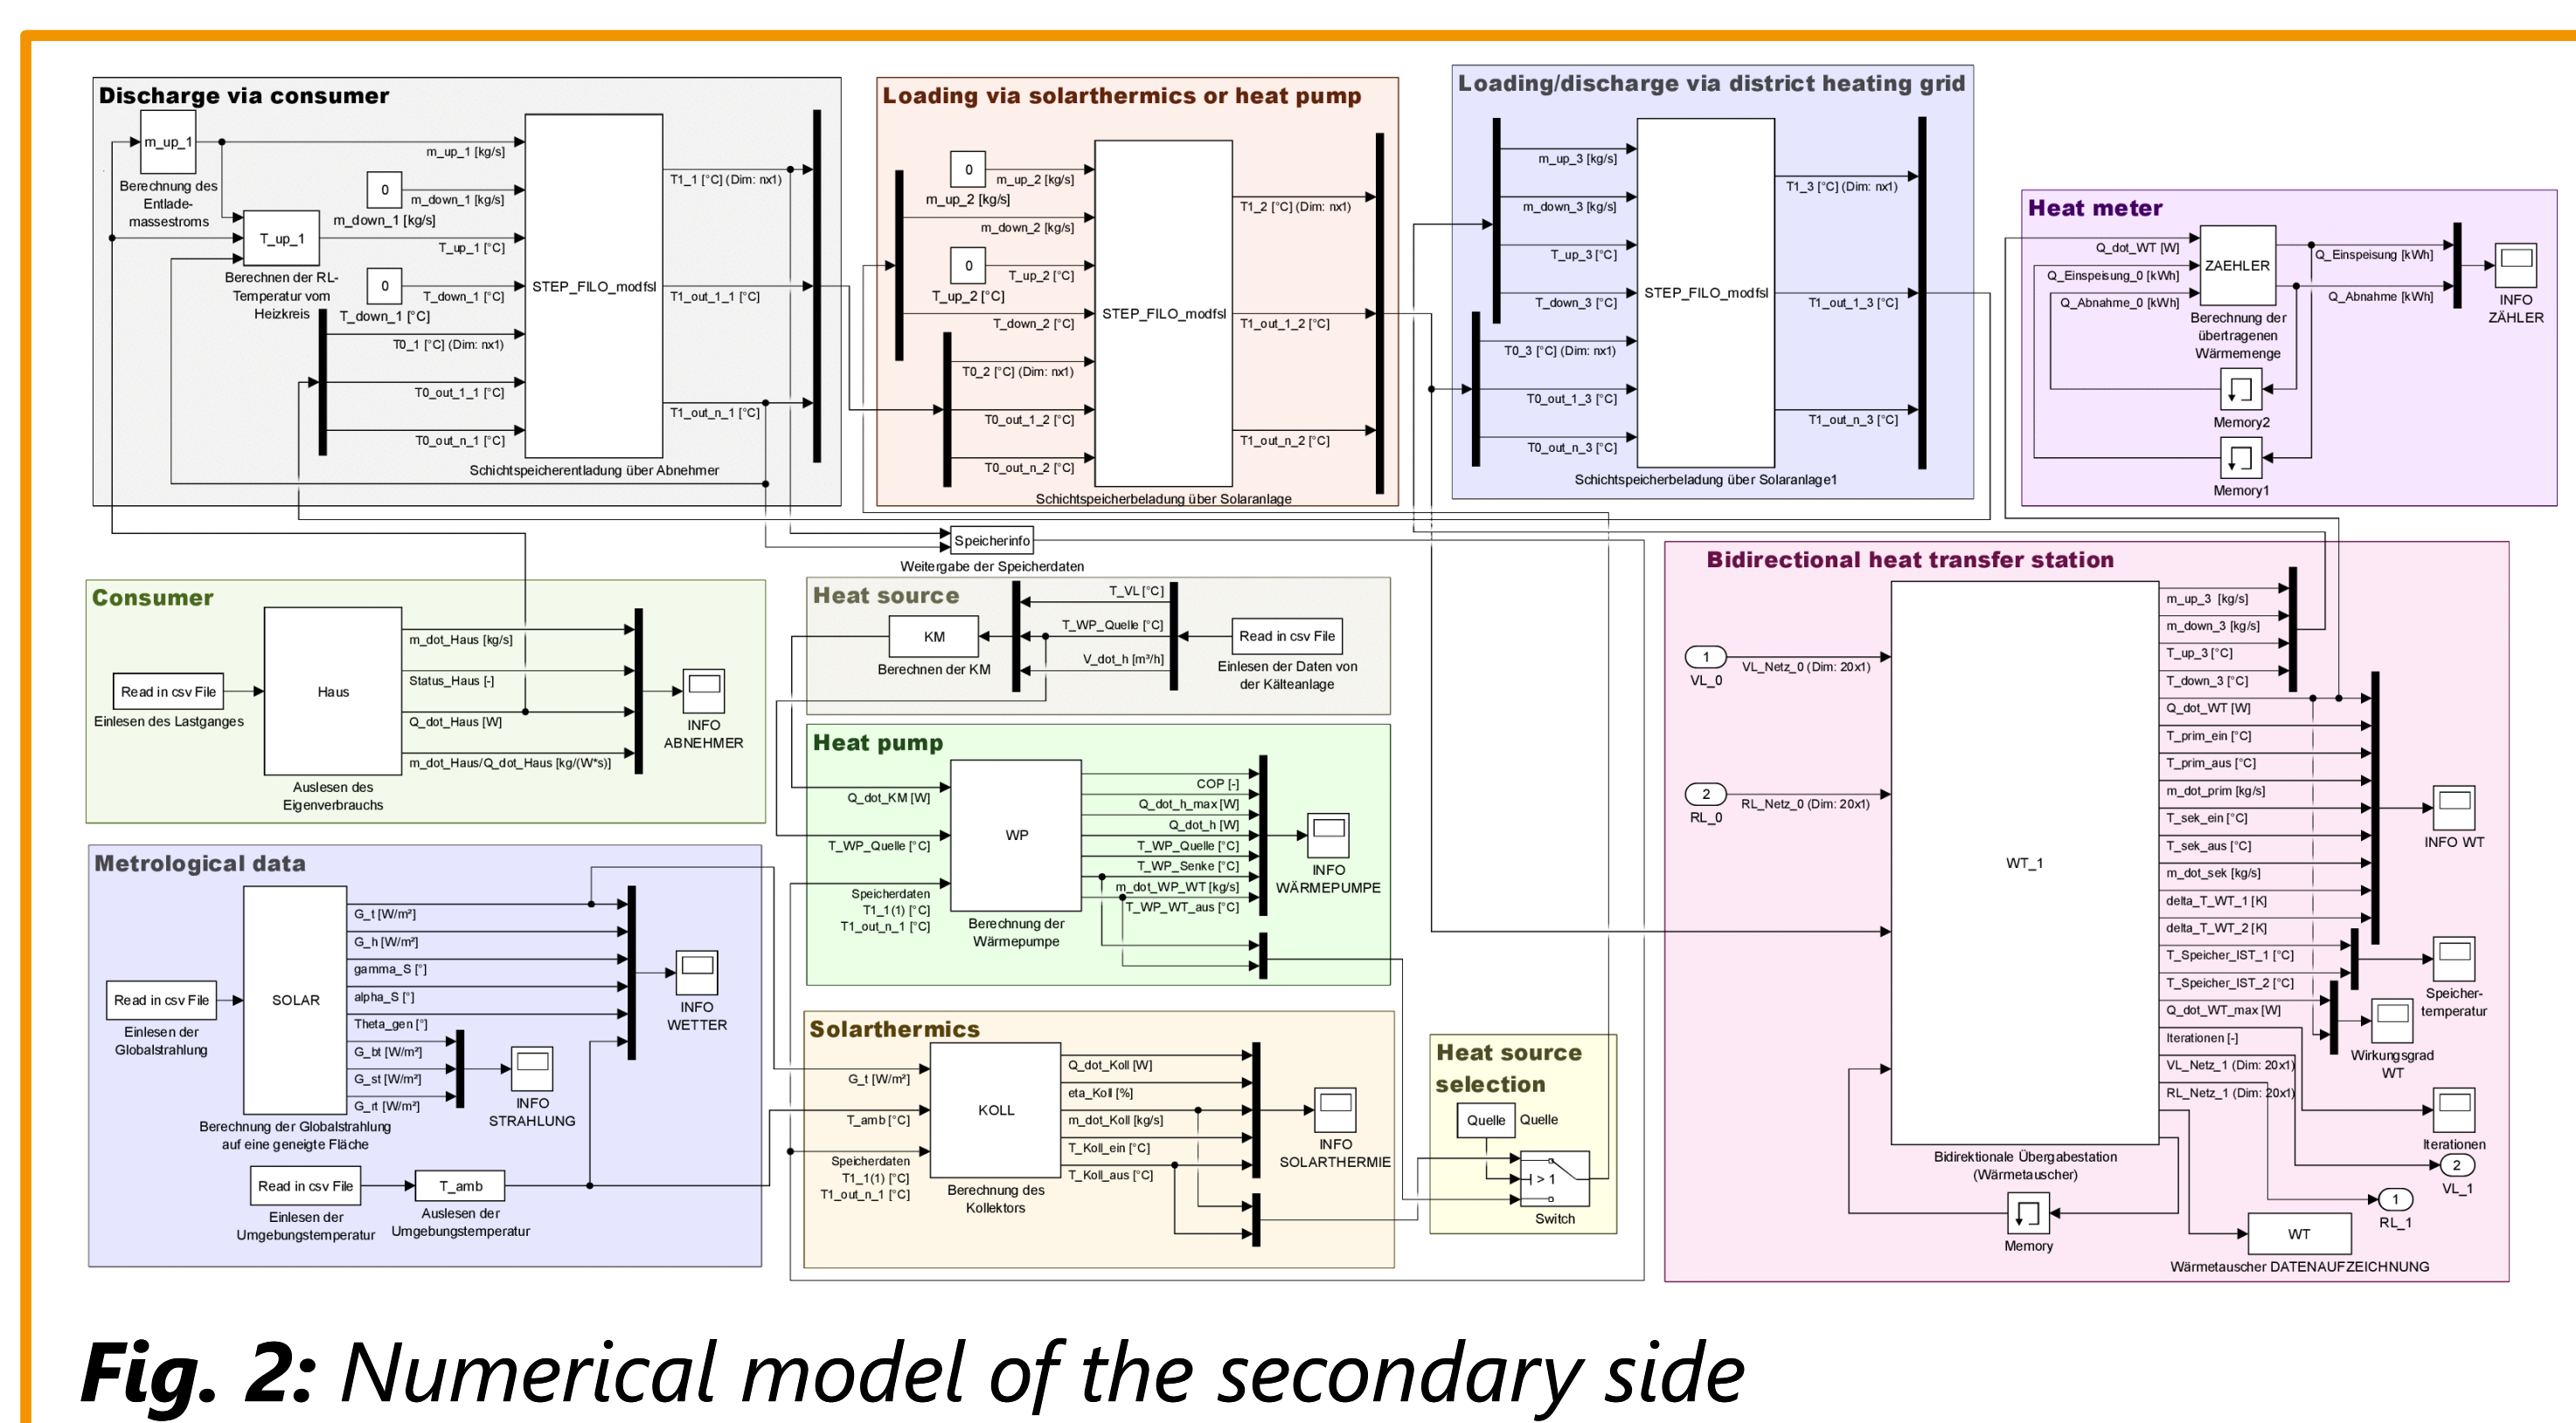 Discharge via consumer
m_up_1
Berechnung des
Entlade-
massestroms
m_up_1 [kg/s]
0
m_down_1 [kg/s]
m_down_1 [kg/s]
T_up_1
T_up_1 [°C]
Berechnen der RL-
Temperatur vom
Heizkreis
0
T_down_1 [°C]
T_down_1 [°C]
T0_1 [°C] (Dim: nx1)
T0_out_1_1 [°C]
T0_out_n_1 [°C]
STEP_FILO_modfsl
T1_1 [°C] (Dim: nx1)
T1_out_1_1 [°C]
T1_out_n_1 [°C]
Schichtspeicherentladung über Abnehmer
Loading via solarthermics or heat pump
0
m_up_2 [kg/s]
m_up_2 [kg/s]
m_down_2 [kg/s]
0
T_up_2 [°C]
T_up_2 [°C]
T_down_2 [°C]
T0_2 [°C] (Dim: nx1)
T0_out_1_2 [°C]
T0_out_n_2 [°C]
STEP_FILO_modfsl
T1_2 [°C] (Dim: nx1)
T1_out_1_2 [°C]
T1_out_n_2 [°C]
Schichtspeicherbeladung über Solaranlage
Loading/discharge via district heating grid
m_up_3 [kg/s]
m_down_3 [kg/s]
T_up_3 [°C]
T_down_3 [°C]
T0_3 [°C] (Dim: nx1)
T0_out_1_3 [°C]
T0_out_n_3 [°C]
STEP_FILO_modfsl
T1_3 [°C] (Dim: nx1)
T1_out_1_3 [°C]
T1_out_n_3 [°C]
Schichtspeicherbeladung über Solaranlage1
Heat meter
Q_dot_WT [W]
Q_Einspeisung_0 [kWh]
Q_Abnahme_0 [kWh]
ZAEHLER
Q_Einspeisung [kWh]
Q_Abnahme [kWh]
Berechnung der
übertragenen
Wärmemenge
INFO
ZÄHLER
Memory2
Memory1
Speicherinfo
Weitergabe der Speicherdaten
Consumer
Read in csv File
Einlesen des Lastganges
Haus
m_dot_Haus [kg/s]
Status_Haus [-]
Q_dot_Haus [W]
m_dot_Haus/Q_dot_Haus [kg/(W*s)]
Auslesen des
Eigenverbrauchs
INFO
ABNEHMER
Heat source
KM
Berechnen der KM
T_VL [°C]
T_WP_Quelle [°C]
V_dot_h [m³/h]
Read in csv File
Einlesen der Daten von
der Kälteanlage
Heat pump
Q_dot_KM [W]
T_WP_Quelle [°C]
Speicherdaten
T1_1(1) [°C]
T1_out_n_1 [°C]
WP
Berechnung der
Wärmepumpe
COP [-]
Q_dot_h_max [W]
Q_dot_h [W]
T_WP_Quelle [°C]
T_WP_Senke [°C]
m_dot_WP_WT [kg/s]
T_WP_WT_aus [°C]
INFO
WÄRMEPUMPE
Metrological data
Read in csv File
Einlesen der
Globalstrahlung
SOLAR
G_t [W/m²]
G_h [W/m²]
gamma_S [°]
alpha_S [°]
Theta_gen [°]
G_bt [W/m²]
G_st [W/m²]
G_rt [W/m²]
INFO
WETTER
INFO
STRAHLUNG
Berechnung der Globalstrahlung
auf eine geneigte Fläche
Read in csv File
Einlesen der
Umgebungstemperatur
T_amb
Auslesen der
Umgebungstemperatur
Solarthermics
G_t [W/m²]
T_amb [°C]
Speicherdaten
T1_1(1) [°C]
T1_out_n_1 [°C]
KOLL
Berechnung des
Kollektors
Q_dot_Koll [W]
eta_Koll [%]
m_dot_Koll [kg/s]
T_Koll_ein [°C]
T_Koll_aus [°C]
INFO
SOLARTHERMIE
Heat source
selection
Quelle
Quelle
> 1
Switch
Bidirectional heat transfer station
1
VL_0
VL_Netz_0 (Dim: 20x1)
2
RL_0
RL_Netz_0 (Dim: 20x1)
WT_1
m_up_3 [kg/s]
m_down_3 [kg/s]
T_up_3 [°C]
T_down_3 [°C]
Q_dot_WT [W]
T_prim_ein [°C]
T_prim_aus [°C]
m_dot_prim [kg/s]
T_sek_ein [°C]
T_sek_aus [°C]
m_dot_sek [kg/s]
delta_T_WT_1 [K]
delta_T_WT_2 [K]
T_Speicher_IST_1 [°C]
T_Speicher_IST_2 [°C]
Q_dot_WT_max [W]
Iterationen [-]
VL_Netz_1 (Dim: 20x1)
RL_Netz_1 (Dim: 20x1)
INFO WT
Speicher-
temperatur
Wirkungsgrad
WT
Iterationen
2
VL_1
1
RL_1
Bidirektionale Übergabestation
(Wärmetauscher)
Memory
WT
Wärmetauscher DATENAUFZEICHNUNG
Fig. 2: Numerical model of the secondary side